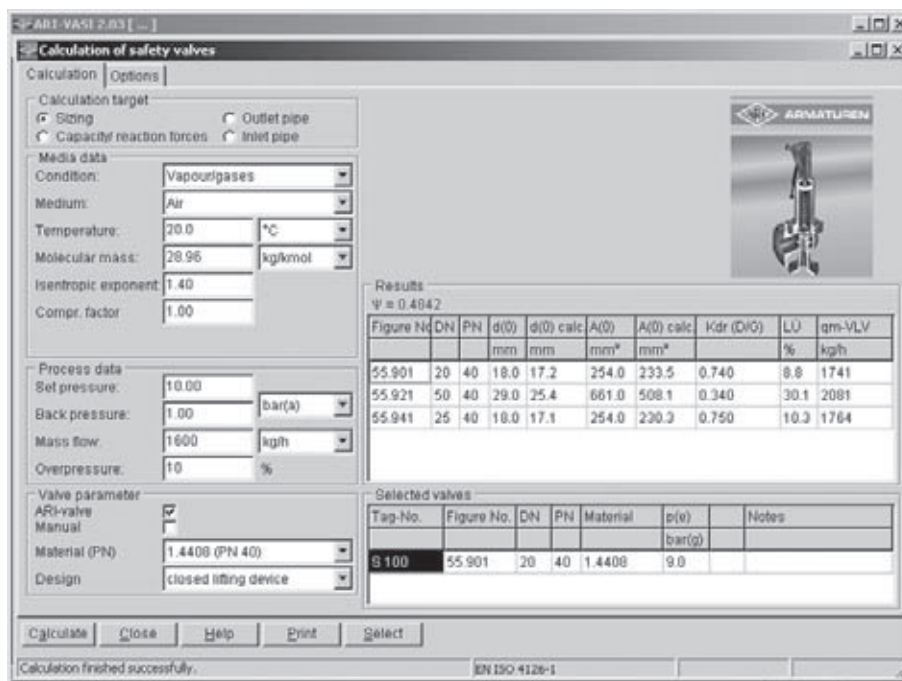 ARI-VASI 2.03 [ ... ]
Calculation of safety valves
Calculation Options
Calculation target
Sizing Outlet pipe
Capacity/ reaction forces Inlet pipe
ARI ARMATUREN
Media data
Condition: Vapour/gases
Medium: Air
Temperature: 20.0 °C
Molecular mass: 28.96 kg/kmol
Isentropic exponent 1.40
Compr. factor 1.00
Results
Ψ = 0.4842
Figure No DN PN d(0) d(0) calc A(0) A(0) calc Kdr (D/G) LÜ qm-VLV
mm mm mm² mm² % kg/h
55.901 20 40 18.0 17.2 254.0 233.5 0.740 8.8 1741
55.921 50 40 29.0 25.4 661.0 508.1 0.340 30.1 2081
55.941 25 40 18.0 17.1 254.0 230.3 0.750 10.3 1764
Process data
Set pressure: 10.00
bar(a)
Back pressure: 1.00
Mass flow: 1600 kg/h
Overpressure: 10 %
Valve parameter
ARI-valve
Manual
Material (PN) 1.4408 (PN 40)
Design closed lifting device
Selected valves
Tag-No. Figure No. DN PN Material p(e) Notes
bar(g)
S 100 55.901 20 40 1.4408 9.0
Calculate Close Help Print Select
Calculation finished successfully. EN ISO 4126-1